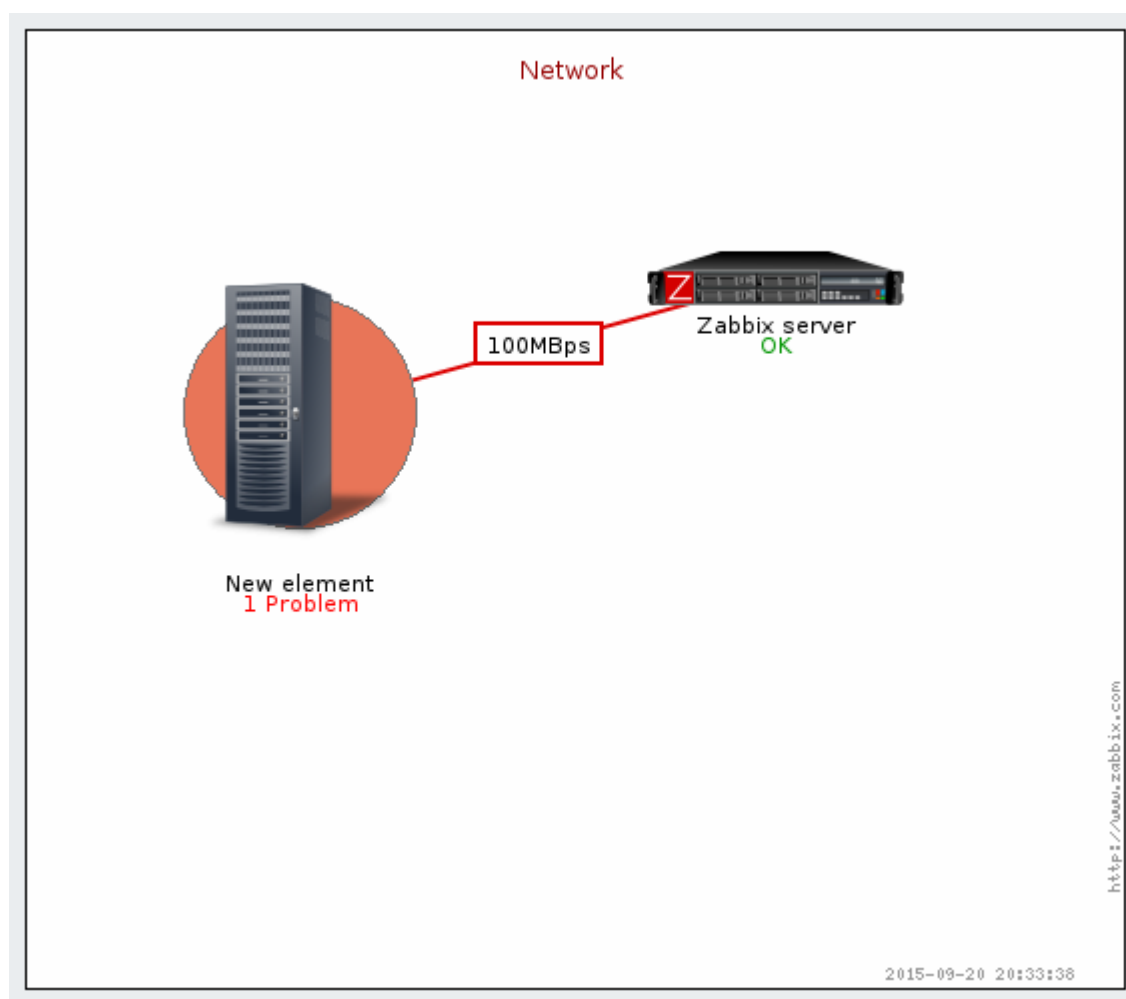 Network
Z
Zabbix server
OK
100MBps
New element
1 Problem
http://www.zabbix.com
2015-09-20 20:33:38